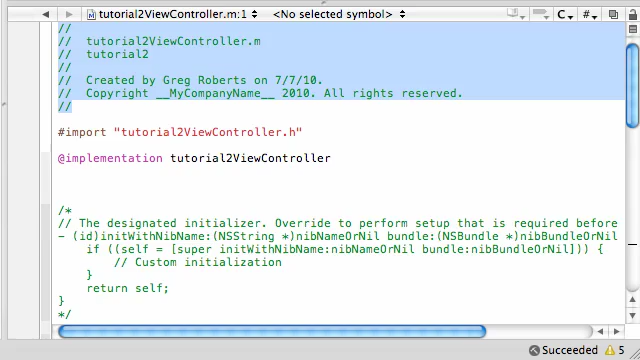 tutorial2ViewController.m:1 <No selected symbol> C #
//
// tutorial2ViewController.m
// tutorial2
//
// Created by Greg Roberts on 7/7/10.
// Copyright __MyCompanyName__ 2010. All rights reserved.
//
#import "tutorial2ViewController.h"
@implementation tutorial2ViewController
/*
// The designated initializer. Override to perform setup that is required before
- (id)initWithNibName:(NSString *)nibNameOrNil bundle:(NSBundle *)nibBundleOrNil
if ((self = [super initWithNibName:nibNameOrNil bundle:nibBundleOrNil])) {
// Custom initialization
}
return self;
}
*/
Succeeded 5